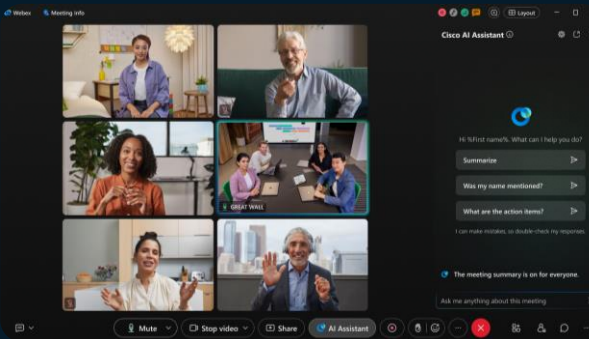 Webex
Meeting info
Layout
Cisco AI Assistant
Hi %First name%. What can I help you do?
Summarize
Was my name mentioned?
What are the action items?
I can make mistakes, so double-check my responses
GREAT WALL
The meeting summary is on for everyone.
Ask me anything about this meeting
Mute
Stop video
Share
AI Assistant